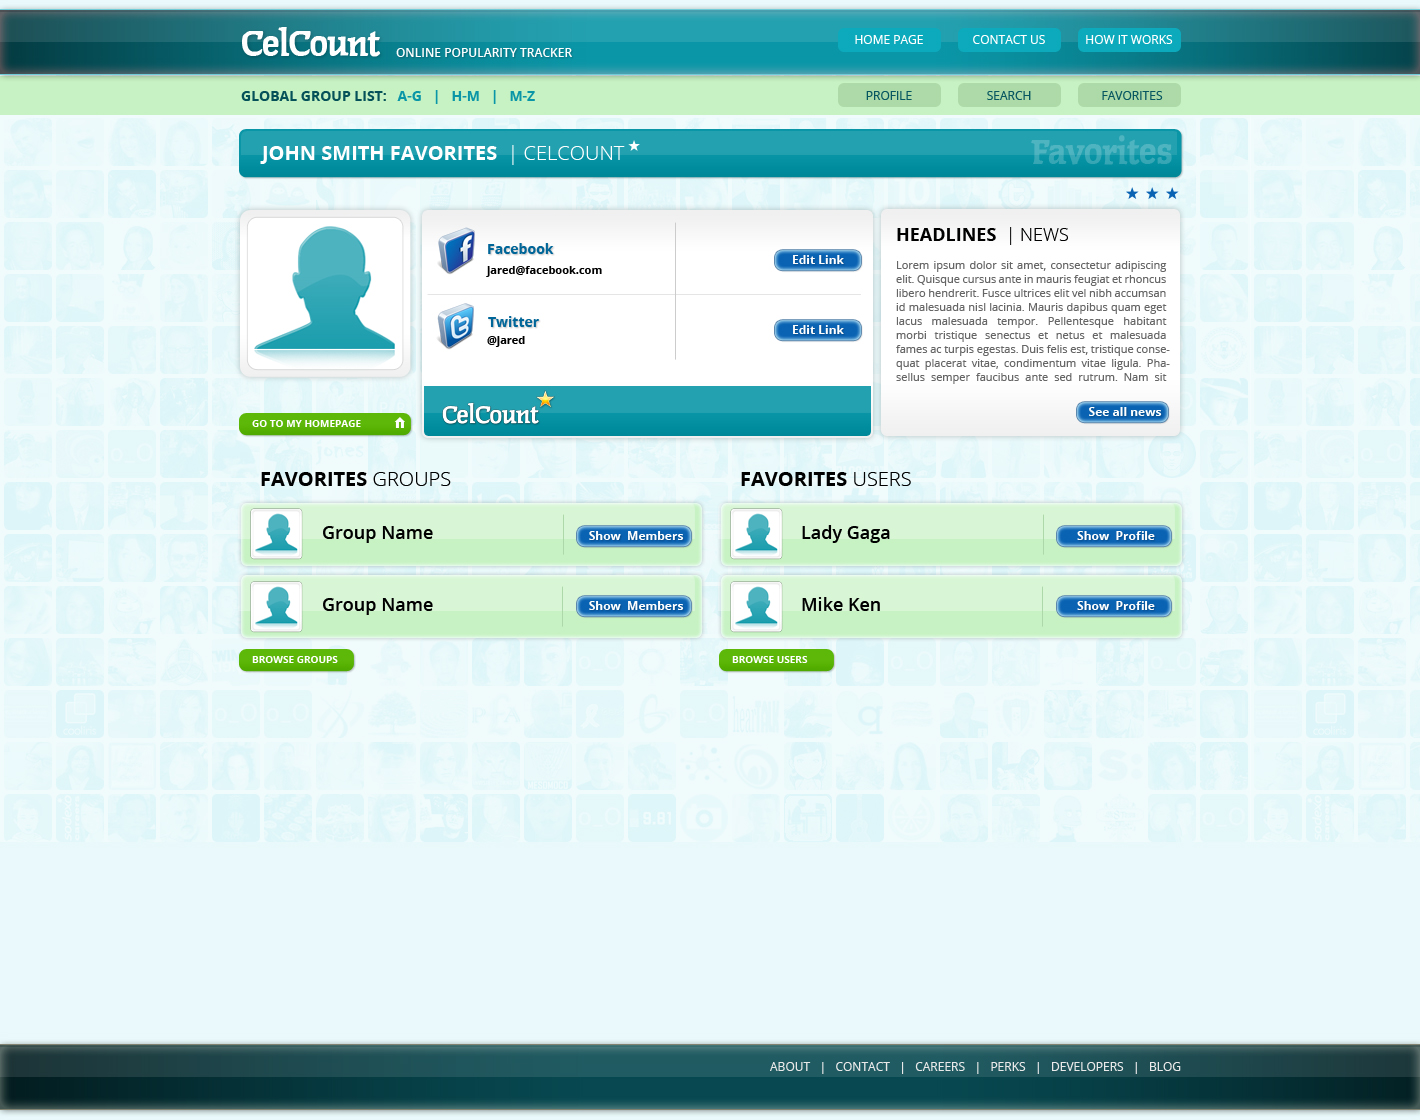 CelCount ONLINE POPULARITY TRACKER HOME PAGE CONTACT US HOW IT WORKS
GLOBAL GROUP LIST: A-G | H-M | M-Z PROFILE SEARCH FAVORITES
JOHN SMITH FAVORITES | CELCOUNT Favorites
Facebook
jared@facebook.com
Edit Link
Twitter
@jared
Edit Link
CelCount
HEADLINES | NEWS
Lorem ipsum dolor sit amet, consectetur adipiscing
elit. Quisque cursus ante in mauris feugiat et rhoncus
libero hendrerit. Fusce ultrices elit vel nibh accumsan
id malesuada nisl lacinia. Mauris dapibus quam eget
lacus malesuada tempor. Pellentesque habitant
morbi tristique senectus et netus et malesuada
fames ac turpis egestas. Duis felis est, tristique conse-
quat placerat vitae, condimentum vitae ligula. Pha-
sellus semper faucibus ante sed rutrum. Nam sit
See all news
GO TO MY HOMEPAGE
FAVORITES GROUPS
Group Name Show Members
Group Name Show Members
BROWSE GROUPS
FAVORITES USERS
Lady Gaga Show Profile
Mike Ken Show Profile
BROWSE USERS
9.81
ABOUT | CONTACT | CAREERS | PERKS | DEVELOPERS | BLOG